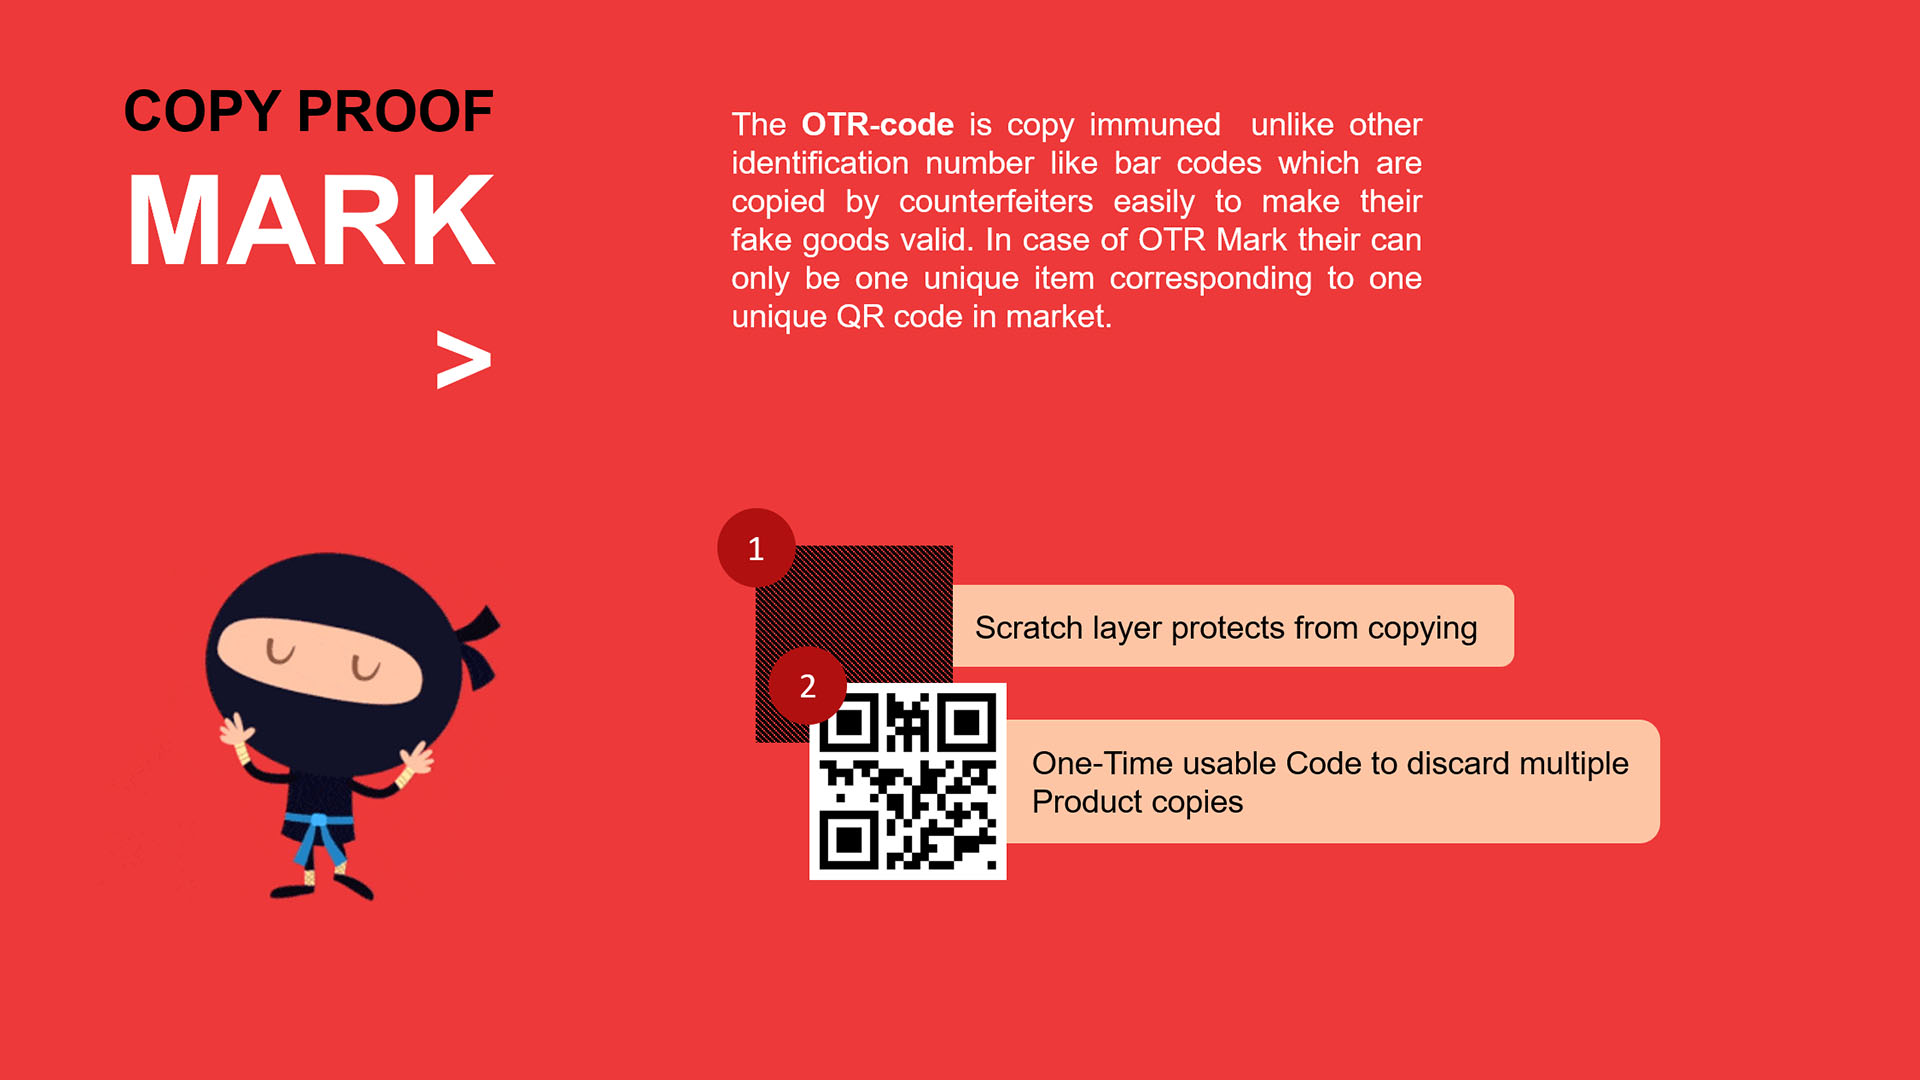 COPY PROOF
MARK
>
The OTR-code is copy immuned  unlike other
identification number like bar codes which are
copied by counterfeiters easily to make their
fake goods valid. In case of OTR Mark their can
only be one unique item corresponding to one
unique QR code in market.
1
Scratch layer protects from copying
2
One-Time usable Code to discard multiple
Product copies